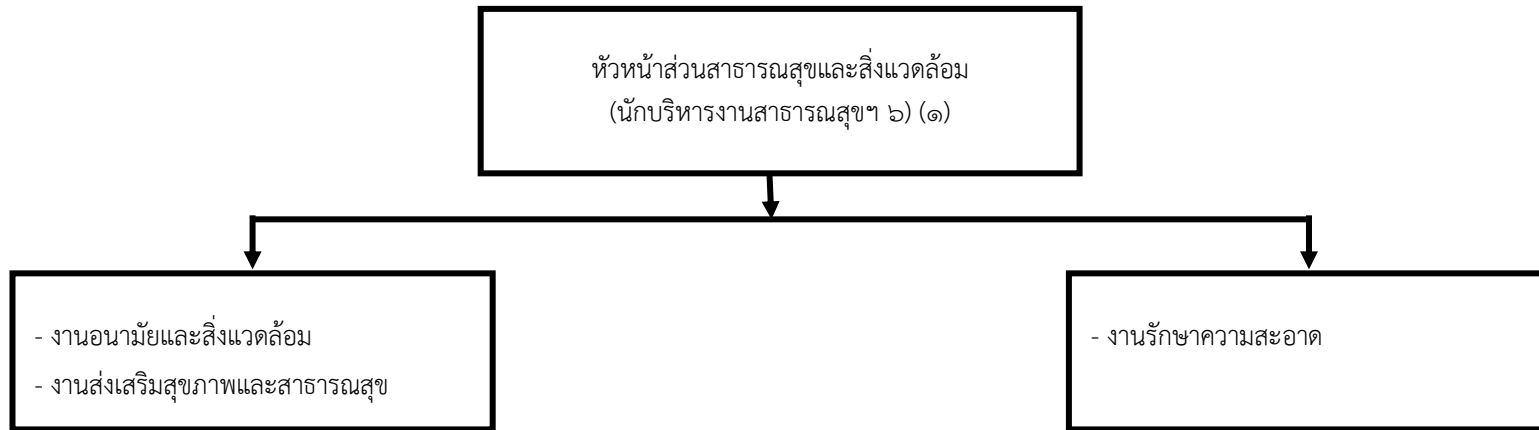 หัวหน้าส่วนสาธารณสุขและสิ่งแวดล้อม
(นักบริหารงานสาธารณสุขฯ ๖) (๑)
- งานอนามัยและสิ่งแวดล้อม
- งานส่งเสริมสุขภาพและสาธารณสุข
- งานรักษาความสะอาด